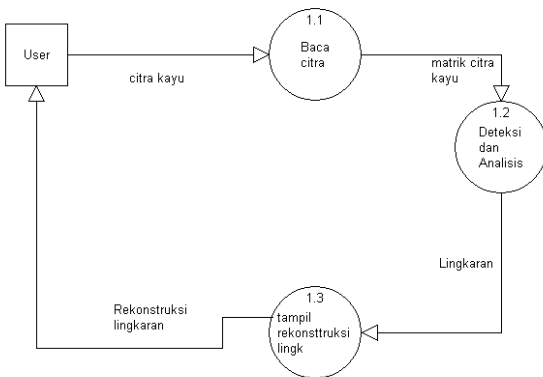 User
citra kayu
1.1
Baca
citra
matrik citra
kayu
1.2
Deteksi
dan
Analisis
Lingkaran
1.3
tampil
rekonsttruksi
lingk
Rekonstruksi
lingkaran